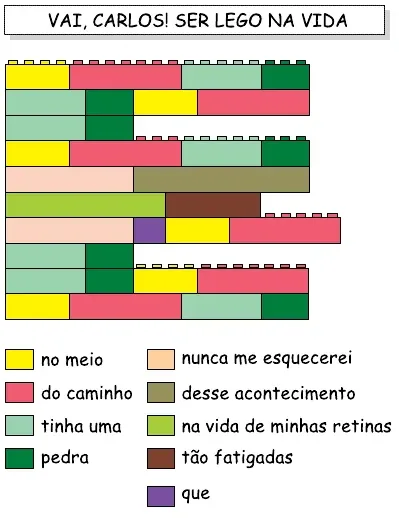 VAI, CARLOS! SER LEGO NA VIDA
no meio
do caminho
tinha uma
pedra
nunca me esquecerei
desse acontecimento
na vida de minhas retinas
tão fatigadas
que